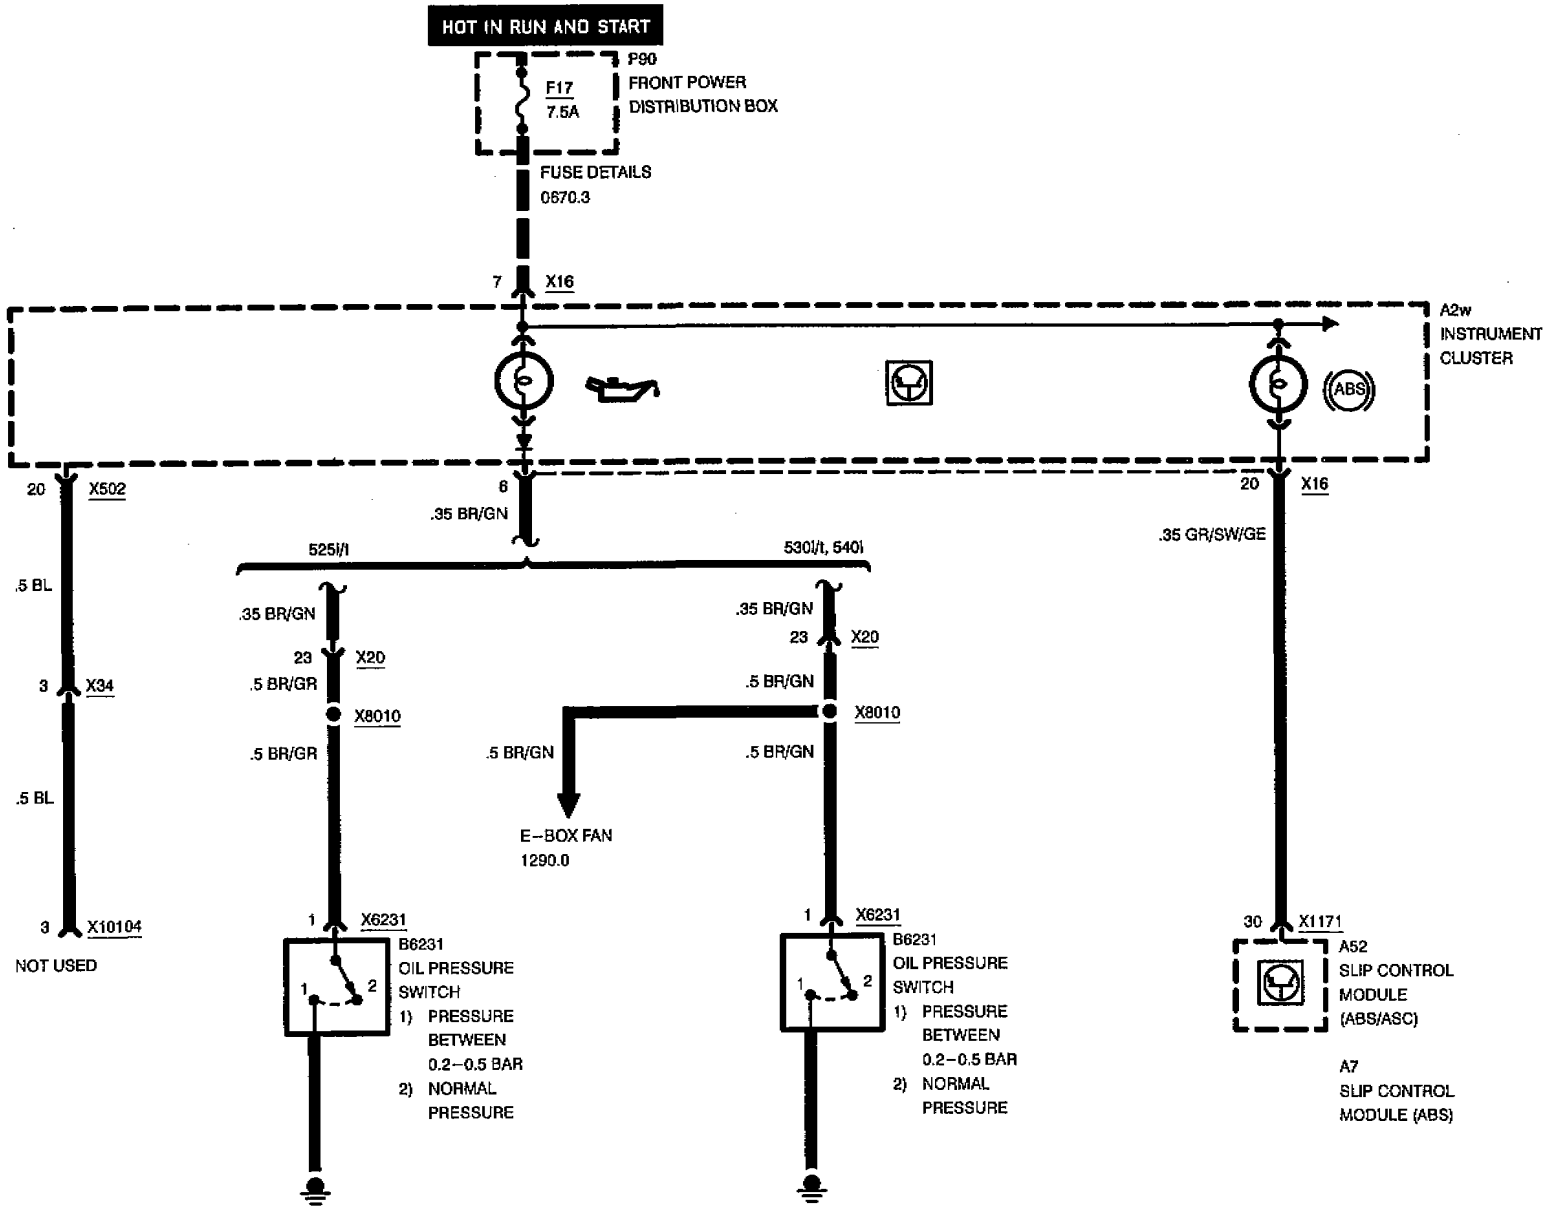 HOT IN RUN AND START
P90
FRONT POWER
DISTRIBUTION BOX
F17
7.5A
FUSE DETAILS
0670.3
7 X16
A2w
INSTRUMENT
CLUSTER
ABS
20 X502
6
20 X16
.35 BR/GN
.35 GR/SW/GE
525i/t
530i/t, 540i
.5 BL
.35 BR/GN
.35 BR/GN
23 X20
23 X20
3 X34
.5 BR/GR
.5 BR/GN
X8010
X8010
.5 BR/GR
.5 BR/GN
.5 BR/GN
.5 BL
E-BOX FAN
1290.0
3 X10104
NOT USED
1 X6231
B6231
OIL PRESSURE
SWITCH
1 2
1) PRESSURE
BETWEEN
0.2-0.5 BAR
2) NORMAL
PRESSURE
1 X6231
B6231
OIL PRESSURE
SWITCH
1 2
1) PRESSURE
BETWEEN
0.2-0.5 BAR
2) NORMAL
PRESSURE
30 X1171
A52
SLIP CONTROL
MODULE
(ABS/ASC)
A7
SLIP CONTROL
MODULE (ABS)